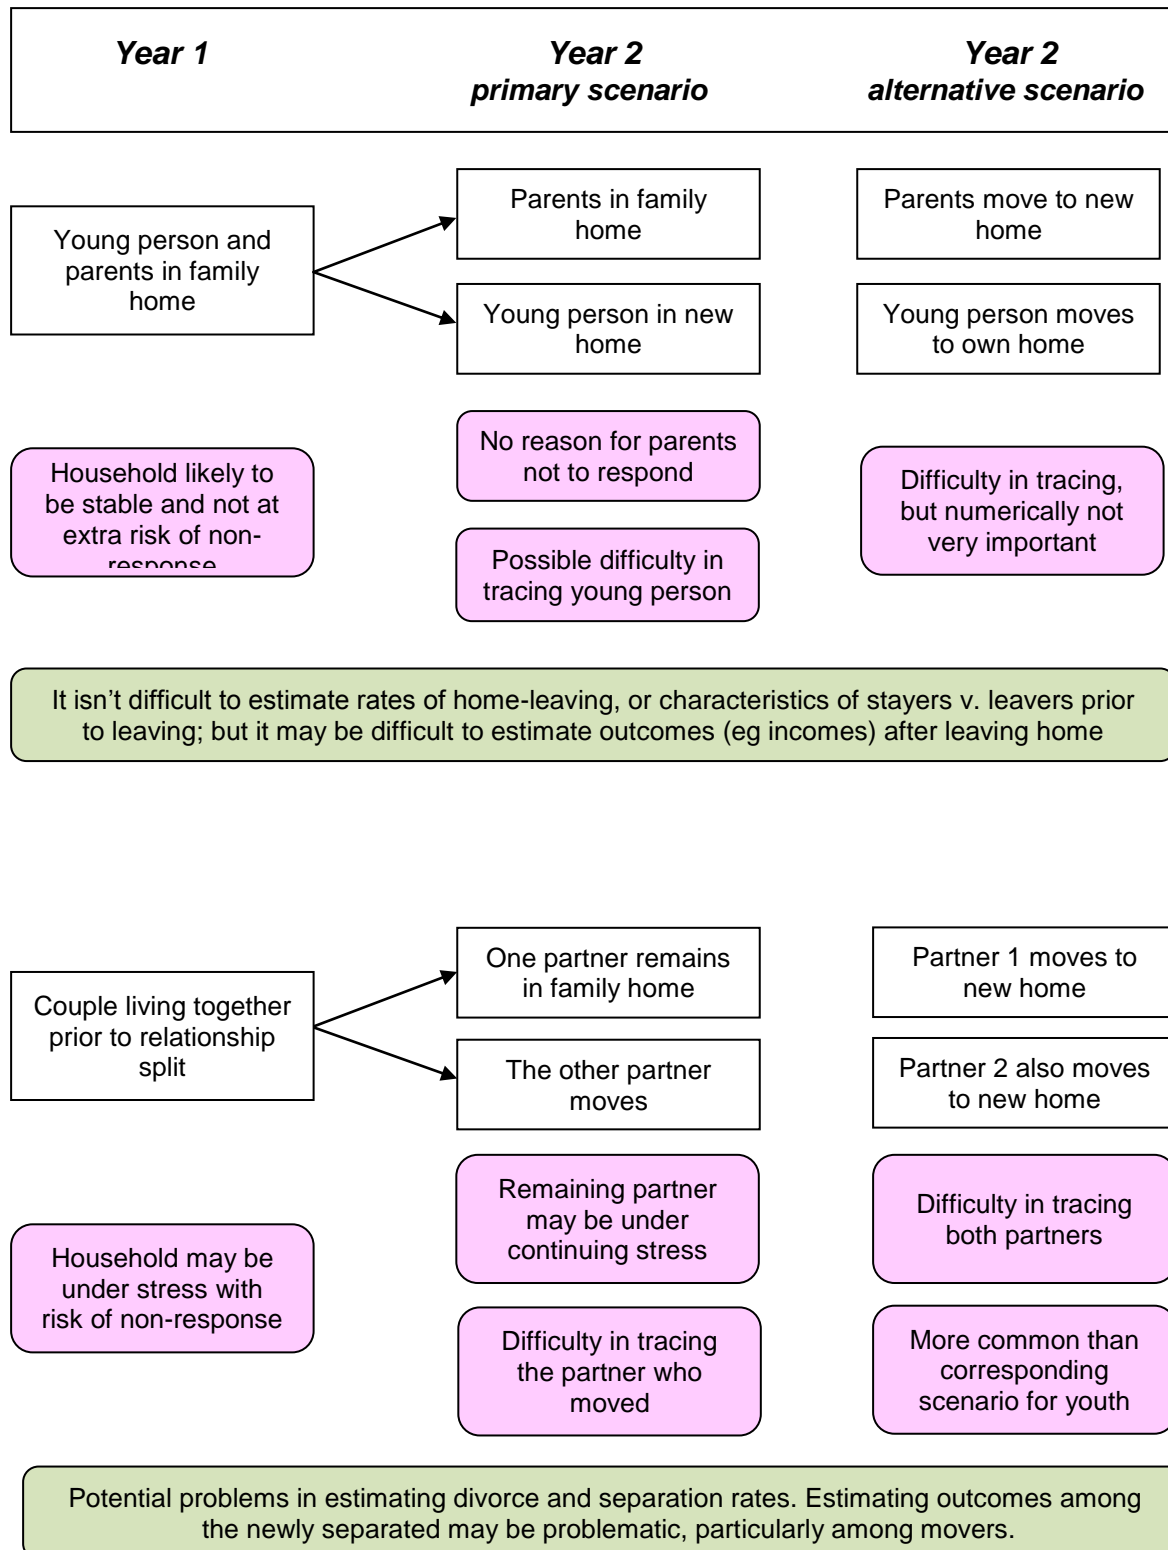 Year 1
Year 2
primary scenario
Year 2
alternative scenario
Young person and
parents in family
home
Parents in family
home
Young person in new
home
Parents move to new
home
Young person moves
to own home
Household likely to
be stable and not at
extra risk of non-
response
No reason for parents
not to respond
Possible difficulty in
tracing young person
Difficulty in tracing,
but numerically not
very important
It isn’t difficult to estimate rates of home-leaving, or characteristics of stayers v. leavers prior
to leaving; but it may be difficult to estimate outcomes (eg incomes) after leaving home
Couple living together
prior to relationship
split
One partner remains
in family home
The other partner
moves
Partner 1 moves to
new home
Partner 2 also moves
to new home
Household may be
under stress with
risk of non-response
Remaining partner
may be under
continuing stress
Difficulty in tracing
the partner who
moved
Difficulty in tracing
both partners
More common than
corresponding
scenario for youth
Potential problems in estimating divorce and separation rates. Estimating outcomes among
the newly separated may be problematic, particularly among movers.